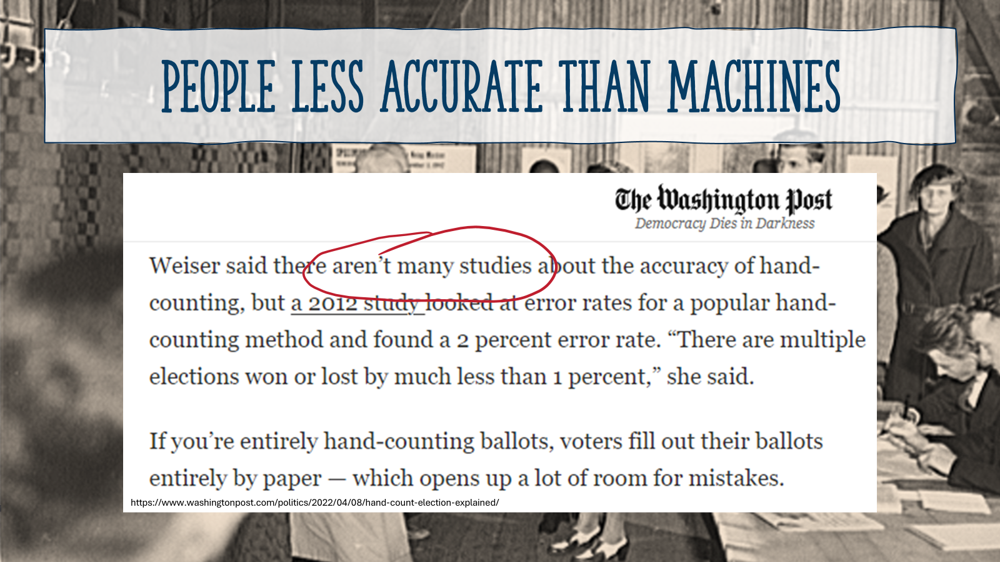 PEOPLE LESS ACCURATE THAN MACHINES
The Washington Post
Democracy Dies in Darkness
Weiser said there aren’t many studies about the accuracy of hand-
counting, but a 2012 study looked at error rates for a popular hand-
counting method and found a 2 percent error rate. “There are multiple
elections won or lost by much less than 1 percent,” she said.
If you’re entirely hand-counting ballots, voters fill out their ballots
entirely by paper — which opens up a lot of room for mistakes.
https://www.washingtonpost.com/politics/2022/04/08/hand-count-election-explained/